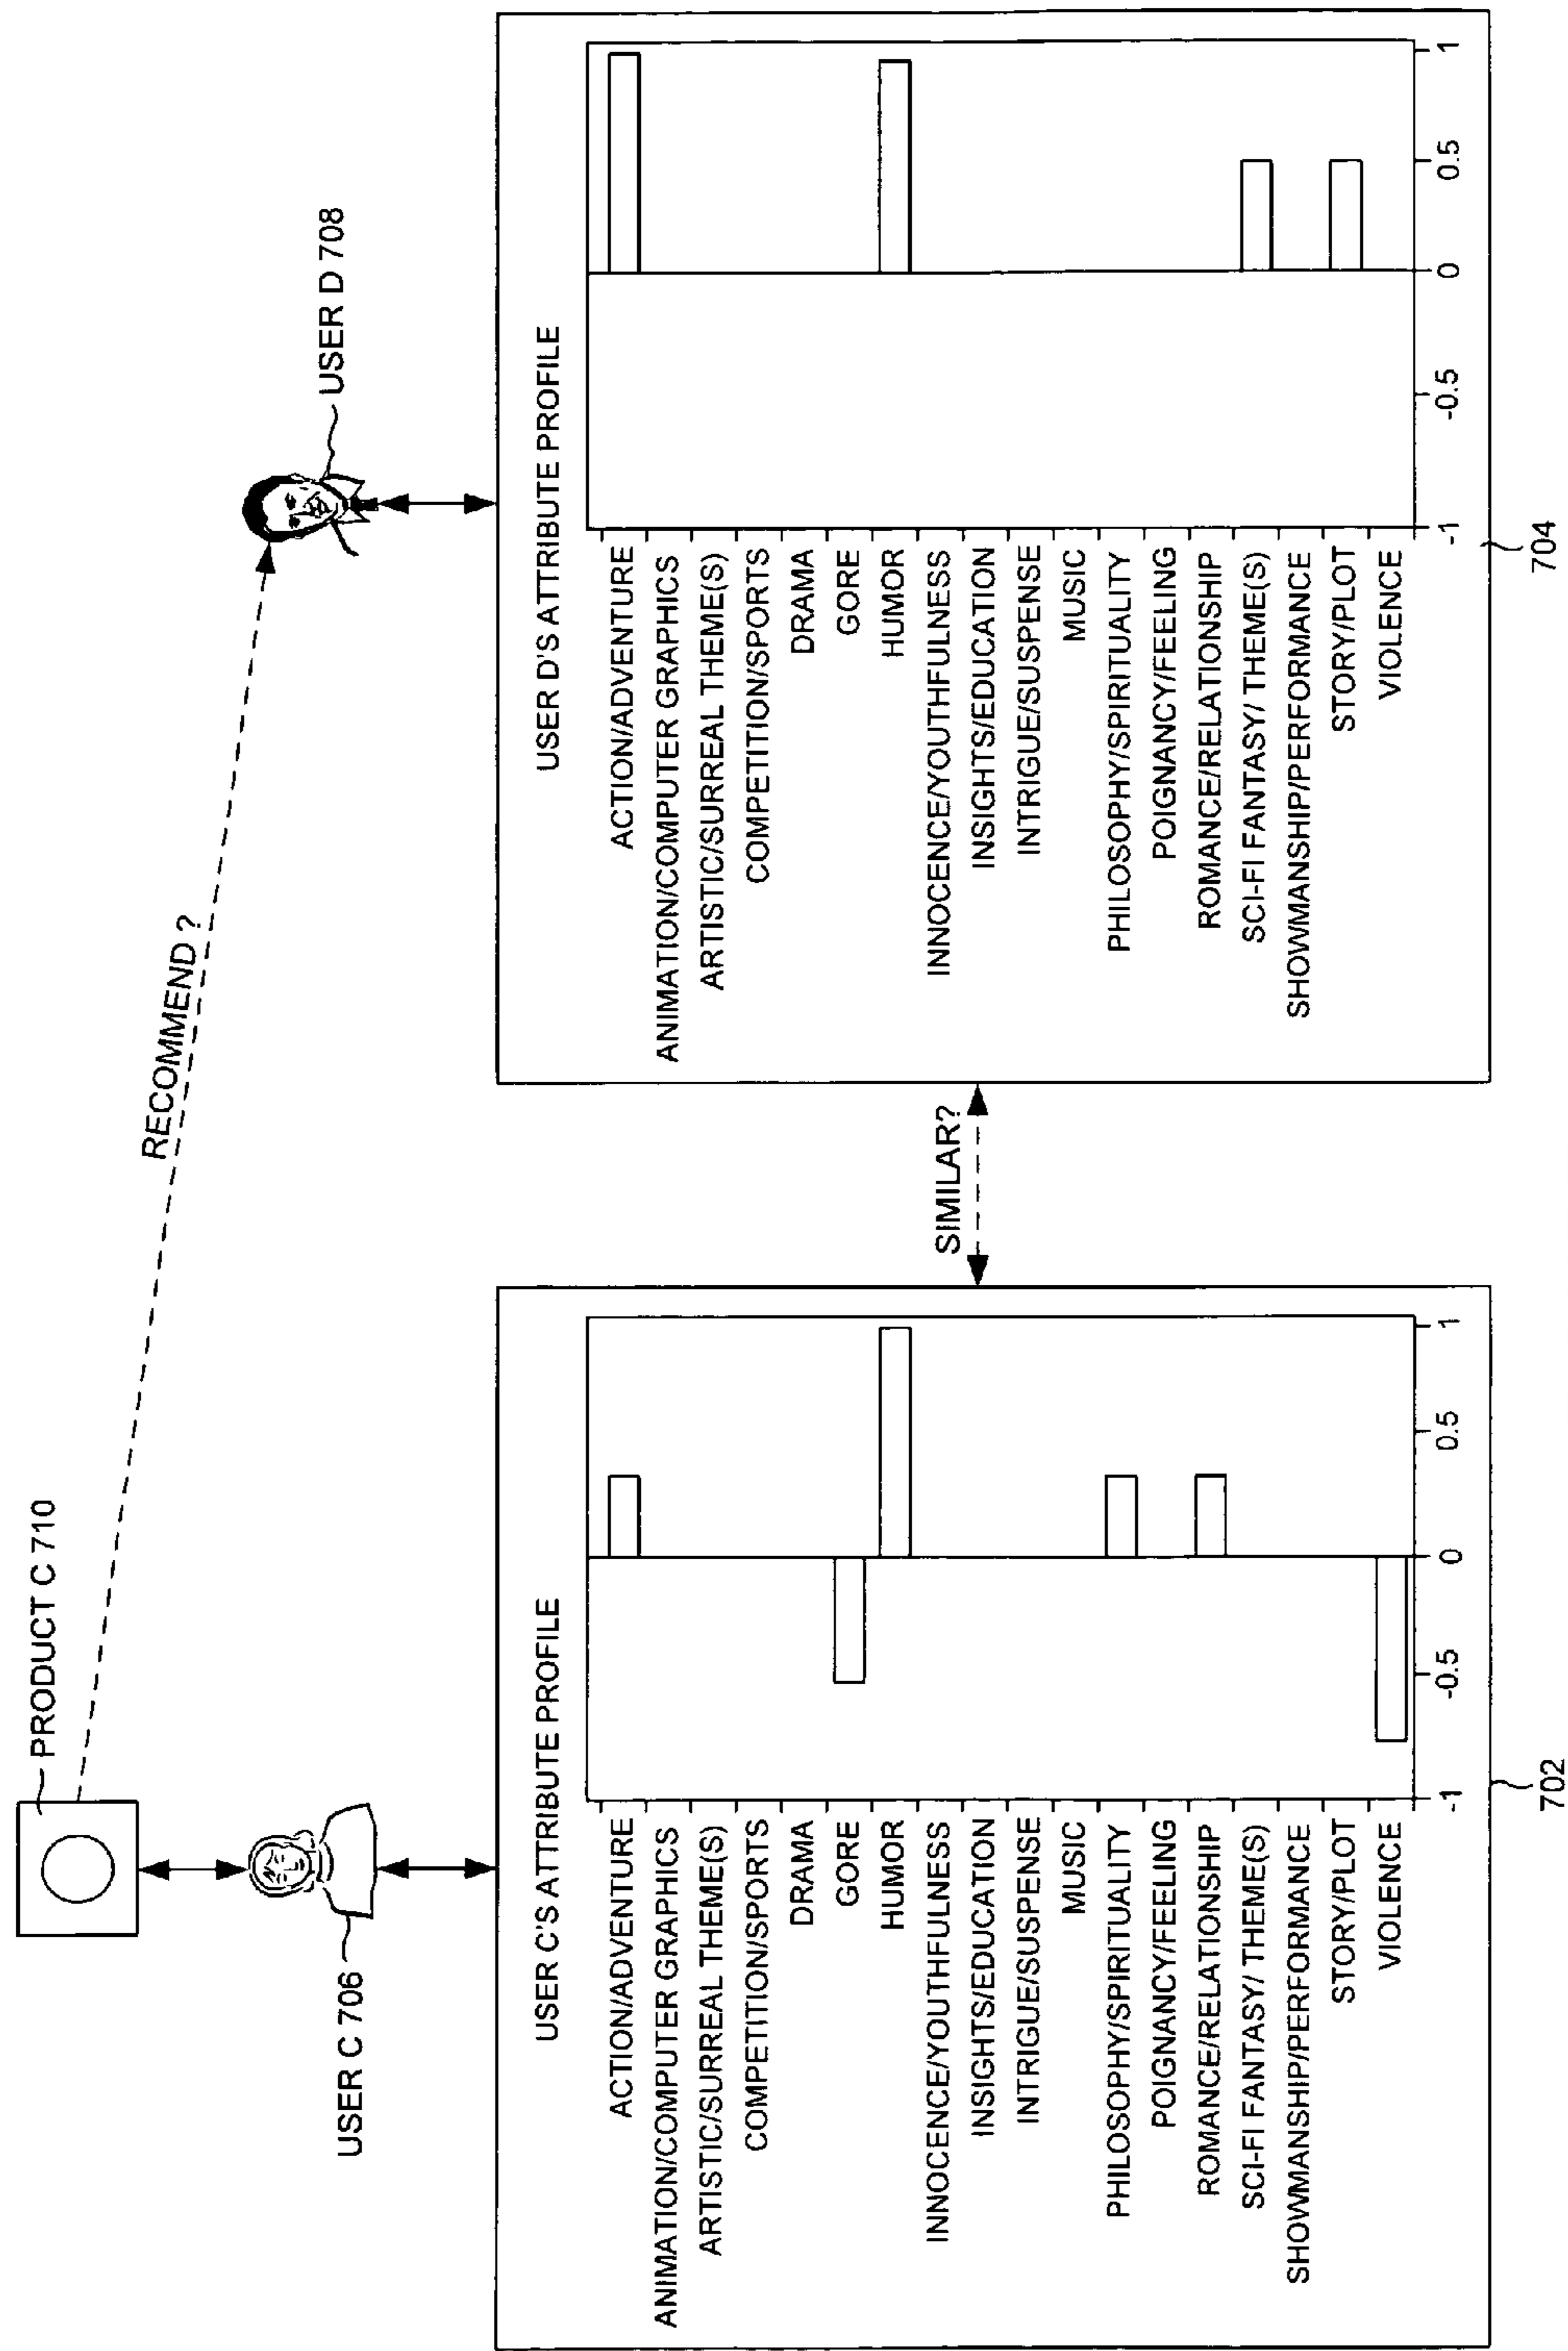 PRODUCT C 710
RECOMMEND ?
USER C 706
USER D 708
USER C'S ATTRIBUTE PROFILE
ACTION/ADVENTURE
ANIMATION/COMPUTER GRAPHICS
ARTISTIC/SURREAL THEME(S)
COMPETITION/SPORTS
DRAMA
GORE
HUMOR
INNOCENCE/YOUTHFULNESS
INSIGHTS/EDUCATION
INTRIGUE/SUSPENSE
MUSIC
PHILOSOPHY/SPIRITUALITY
POIGNANCY/FEELING
ROMANCE/RELATIONSHIP
SCI-FI FANTASY/ THEME(S)
SHOWMANSHIP/PERFORMANCE
STORY/PLOT
VIOLENCE
-1 -0.5 0 0.5 1
702
SIMILAR?
USER D'S ATTRIBUTE PROFILE
ACTION/ADVENTURE
ANIMATION/COMPUTER GRAPHICS
ARTISTIC/SURREAL THEME(S)
COMPETITION/SPORTS
DRAMA
GORE
HUMOR
INNOCENCE/YOUTHFULNESS
INSIGHTS/EDUCATION
INTRIGUE/SUSPENSE
MUSIC
PHILOSOPHY/SPIRITUALITY
POIGNANCY/FEELING
ROMANCE/RELATIONSHIP
SCI-FI FANTASY/ THEME(S)
SHOWMANSHIP/PERFORMANCE
STORY/PLOT
VIOLENCE
-1 -0.5 0 0.5 1
704